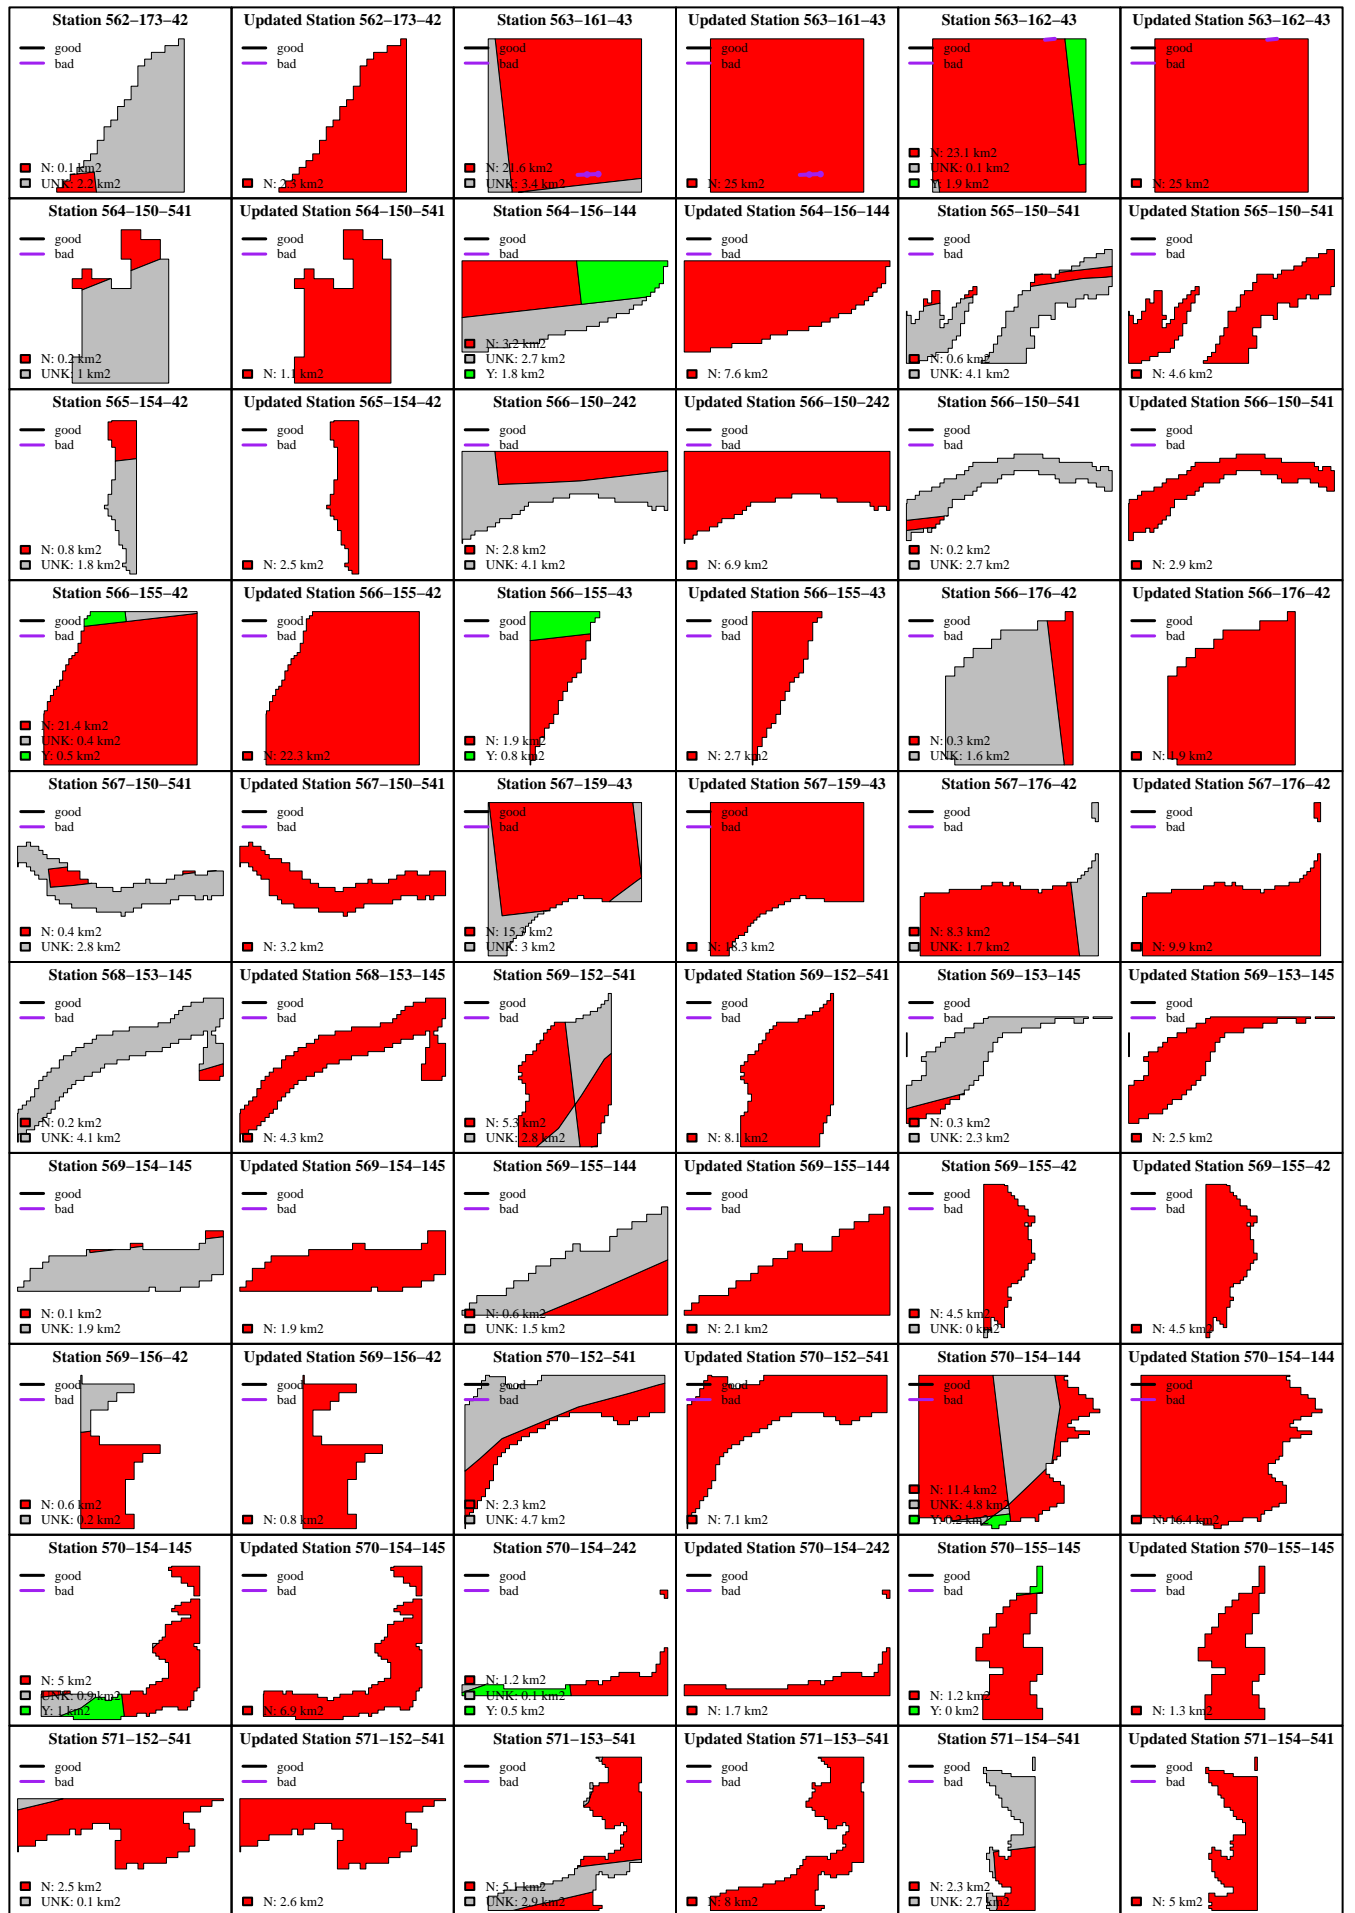 Station 562−173−42
good
bad
N: 0.1 km2
UNK: 2.2 km2
Updated Station 562−173−42
good
bad
N: 2.3 km2
Station 563−161−43
good
bad
N: 21.6 km2
UNK: 3.4 km2
Updated Station 563−161−43
good
bad
N: 25 km2
Station 563−162−43
good
bad
N: 23.1 km2
UNK: 0.1 km2
Y: 1.9 km2
Updated Station 563−162−43
good
bad
N: 25 km2
Station 564−150−541
good
bad
N: 0.2 km2
UNK: 1 km2
Updated Station 564−150−541
good
bad
N: 1.1 km2
Station 564−156−144
good
bad
N: 3.2 km2
UNK: 2.7 km2
Y: 1.8 km2
Updated Station 564−156−144
good
bad
N: 7.6 km2
Station 565−150−541
good
bad
N: 0.6 km2
UNK: 4.1 km2
Updated Station 565−150−541
good
bad
N: 4.6 km2
Station 565−154−42
good
bad
N: 0.8 km2
UNK: 1.8 km2
Updated Station 565−154−42
good
bad
N: 2.5 km2
Station 566−150−242
good
bad
N: 2.8 km2
UNK: 4.1 km2
Updated Station 566−150−242
good
bad
N: 6.9 km2
Station 566−150−541
good
bad
N: 0.2 km2
UNK: 2.7 km2
Updated Station 566−150−541
good
bad
N: 2.9 km2
Station 566−155−42
good
bad
N: 21.4 km2
UNK: 0.4 km2
Y: 0.5 km2
Updated Station 566−155−42
good
bad
N: 22.3 km2
Station 566−155−43
good
bad
N: 1.9 km2
Y: 0.8 km2
Updated Station 566−155−43
good
bad
N: 2.7 km2
Station 566−176−42
good
bad
N: 0.3 km2
UNK: 1.6 km2
Updated Station 566−176−42
good
bad
N: 1.9 km2
Station 567−150−541
good
bad
N: 0.4 km2
UNK: 2.8 km2
Updated Station 567−150−541
good
bad
N: 3.2 km2
Station 567−159−43
good
bad
N: 15.3 km2
UNK: 3 km2
Updated Station 567−159−43
good
bad
N: 18.3 km2
Station 567−176−42
good
bad
N: 8.3 km2
UNK: 1.7 km2
Updated Station 567−176−42
good
bad
N: 9.9 km2
Station 568−153−145
good
bad
N: 0.2 km2
UNK: 4.1 km2
Updated Station 568−153−145
good
bad
N: 4.3 km2
Station 569−152−541
good
bad
N: 5.3 km2
UNK: 2.8 km2
Updated Station 569−152−541
good
bad
N: 8.1 km2
Station 569−153−145
good
bad
N: 0.3 km2
UNK: 2.3 km2
Updated Station 569−153−145
good
bad
N: 2.5 km2
Station 569−154−145
good
bad
N: 0.1 km2
UNK: 1.9 km2
Updated Station 569−154−145
good
bad
N: 1.9 km2
Station 569−155−144
good
bad
N: 0.6 km2
UNK: 1.5 km2
Updated Station 569−155−144
good
bad
N: 2.1 km2
Station 569−155−42
good
bad
N: 4.5 km2
UNK: 0 km2
Updated Station 569−155−42
good
bad
N: 4.5 km2
Station 569−156−42
good
bad
N: 0.6 km2
UNK: 0.2 km2
Updated Station 569−156−42
good
bad
N: 0.8 km2
Station 570−152−541
good
bad
N: 2.3 km2
UNK: 4.7 km2
Updated Station 570−152−541
good
bad
N: 7.1 km2
Station 570−154−144
good
bad
N: 11.4 km2
UNK: 4.8 km2
Y: 0.2 km2
Updated Station 570−154−144
good
bad
N: 16.4 km2
Station 570−154−145
good
bad
N: 5 km2
UNK: 0.9 km2
Y: 1 km2
Updated Station 570−154−145
good
bad
N: 6.9 km2
Station 570−154−242
good
bad
N: 1.2 km2
UNK: 0.1 km2
Y: 0.5 km2
Updated Station 570−154−242
good
bad
N: 1.7 km2
Station 570−155−145
good
bad
N: 1.2 km2
Y: 0 km2
Updated Station 570−155−145
good
bad
N: 1.3 km2
Station 571−152−541
good
bad
N: 2.5 km2
UNK: 0.1 km2
Updated Station 571−152−541
good
bad
N: 2.6 km2
Station 571−153−541
good
bad
N: 5.1 km2
UNK: 2.9 km2
Updated Station 571−153−541
good
bad
N: 8 km2
Station 571−154−541
good
bad
N: 2.3 km2
UNK: 2.7 km2
Updated Station 571−154−541
good
bad
N: 5 km2